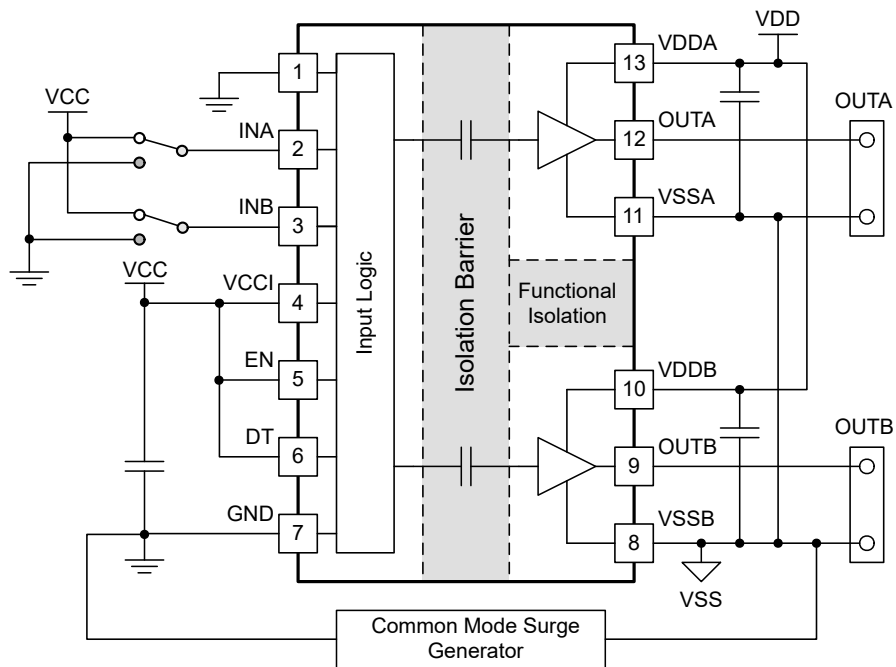 VDD
VDDA
1
13
VCC
OUTA
INA
OUTA
2
12
INB
VSSA
3
11
VCC
VCCI
4
Input Logic
Isolation Barrier
Functional
Isolation
EN
VDDB
5
10
DT
OUTB
OUTB
6
9
GND
VSSB
7
8
VSS
Common Mode Surge
Generator